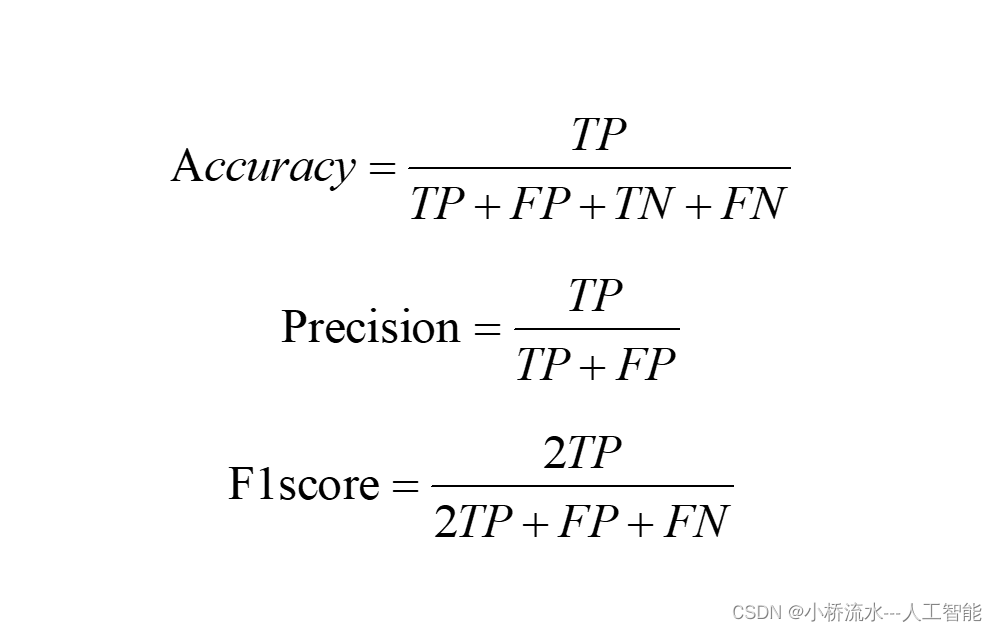 Accuracy = TP / (TP + FP + TN + FN)
Precision = TP / (TP + FP)
F1score = 2TP / (2TP + FP + FN)
CSDN @小桥流水---人工智能